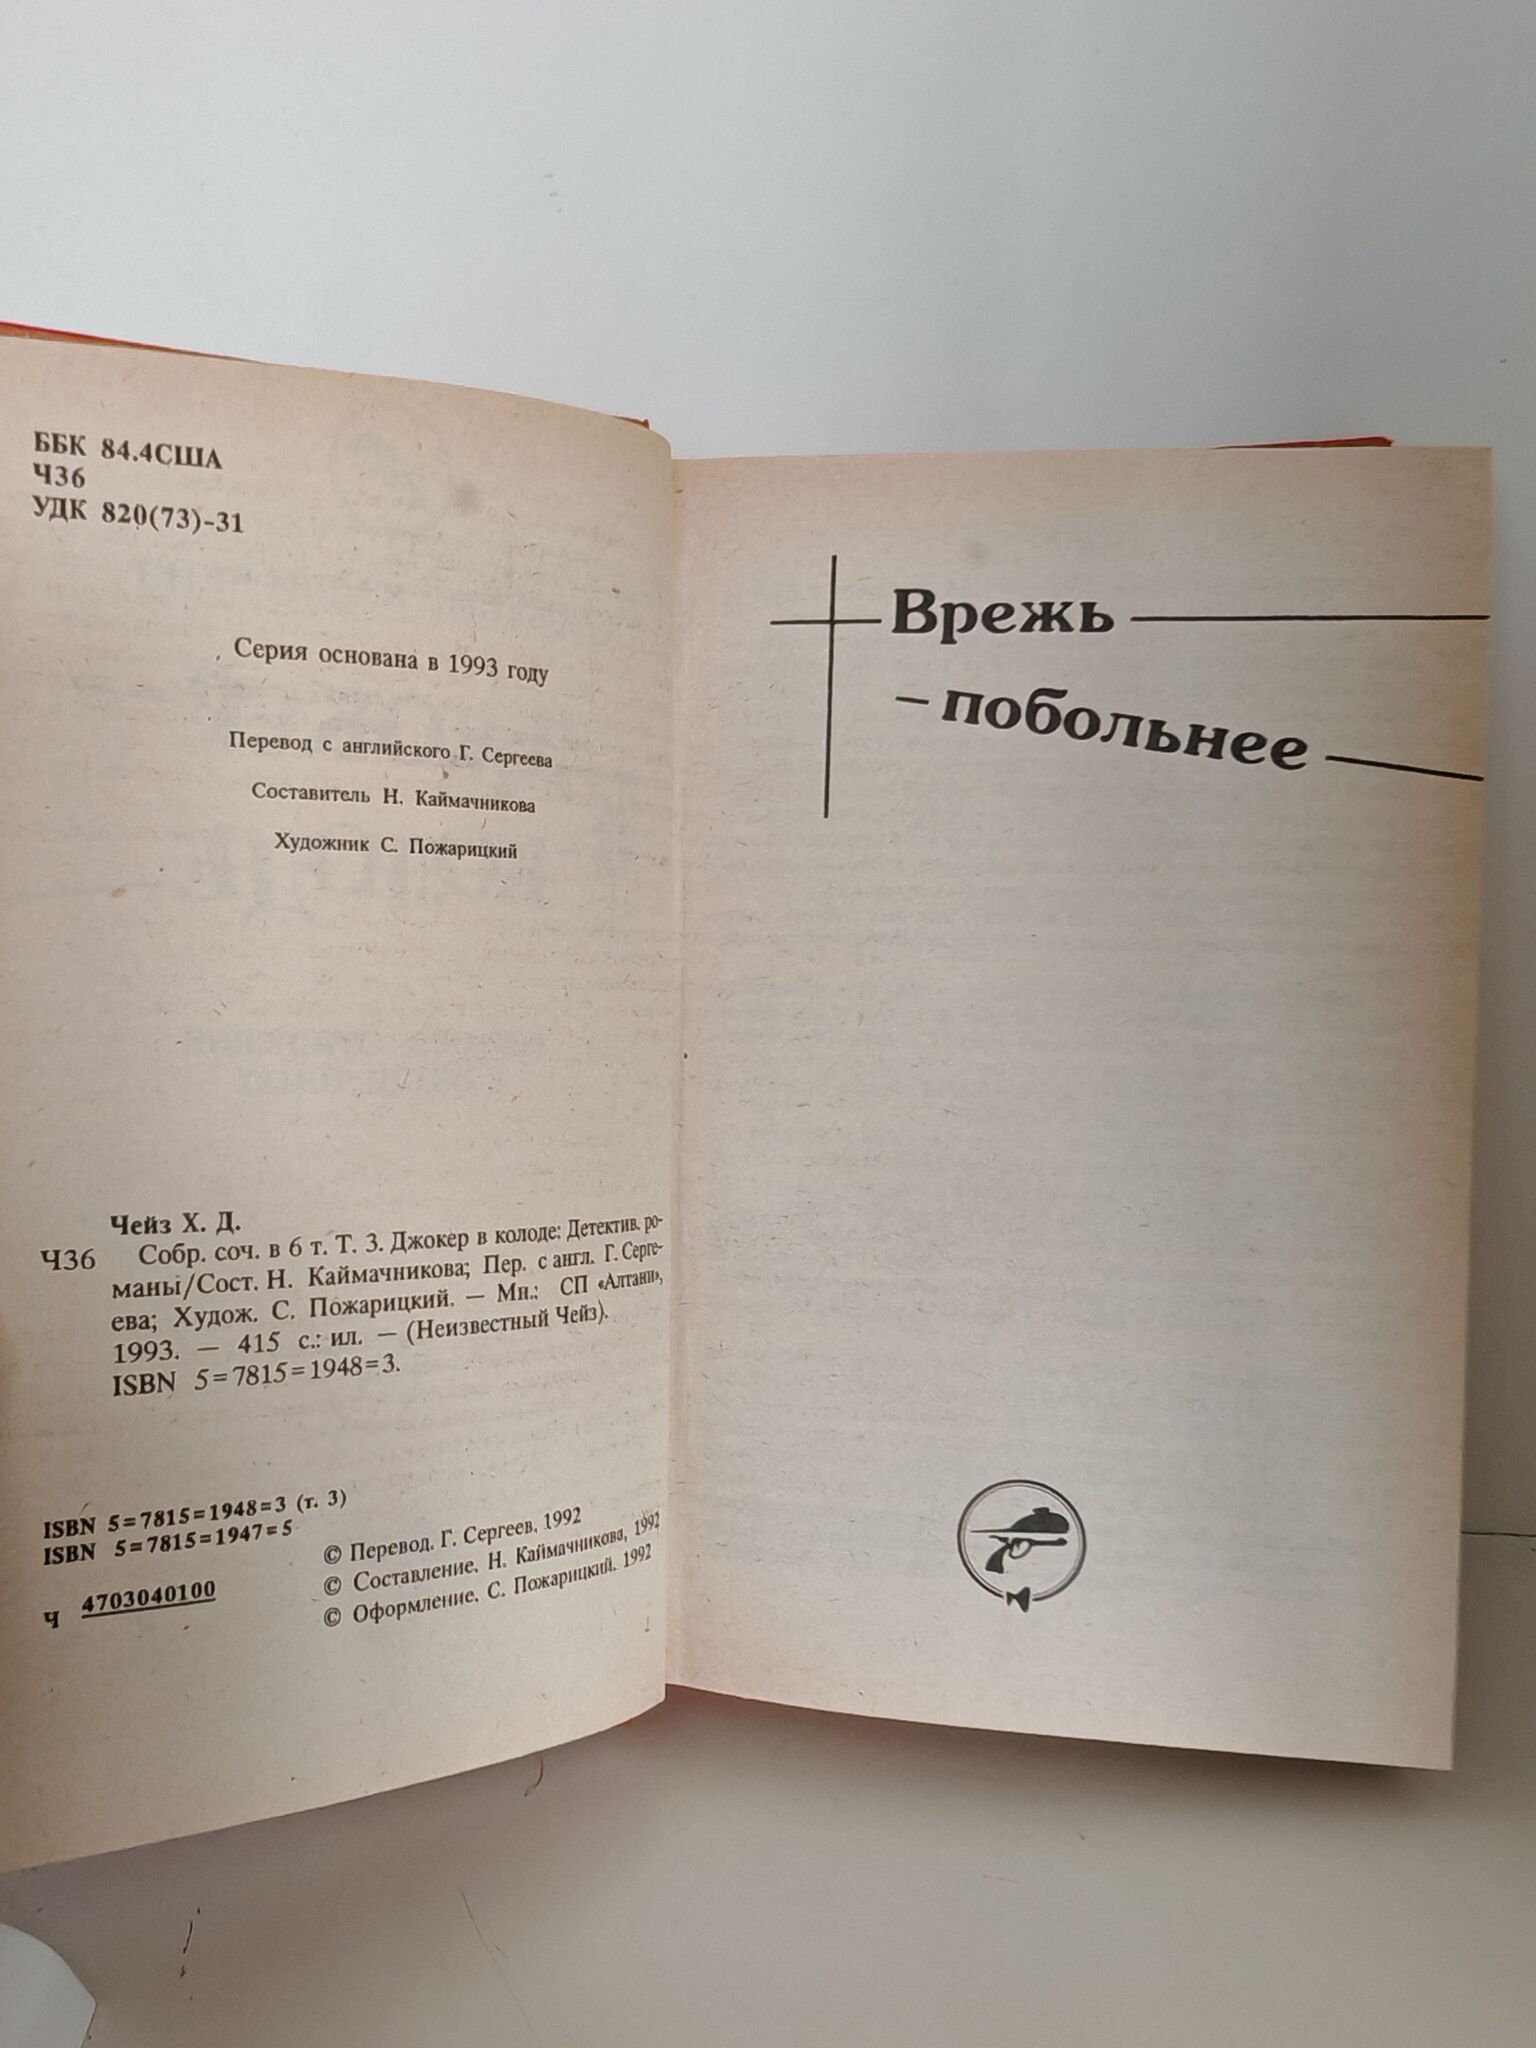 ББК 84.4США
Ч36
УДК 820(73)-31
Серия основана в 1993 году
Перевод с английского Г. Сергеева
Составитель Н. Каймачникова
Художник С. Пожарицкий
Чейз Х. Д.
Ч36 Собр. соч. в 6 т. Т. 3. Джокер в колоде: Детектив. ро-
маны/Сост. Н. Каймачникова; Пер. с англ. Г. Серге-
ева; Худож. С. Пожарицкий. — Мн.: СП «Алтани»,
1993. — 415 с.: ил. — (Неизвестный Чейз).
ISBN 5=7815=1948=3.
ISBN 5=7815=1948=3 (т. 3)
ISBN 5=7815=1947=5
Ч 4703040100
© Перевод. Г. Сергеев. 1992
© Составление. Н. Каймачникова, 1992
© Оформление. С. Пожарицкий. 1992
Врежь
– побольнее